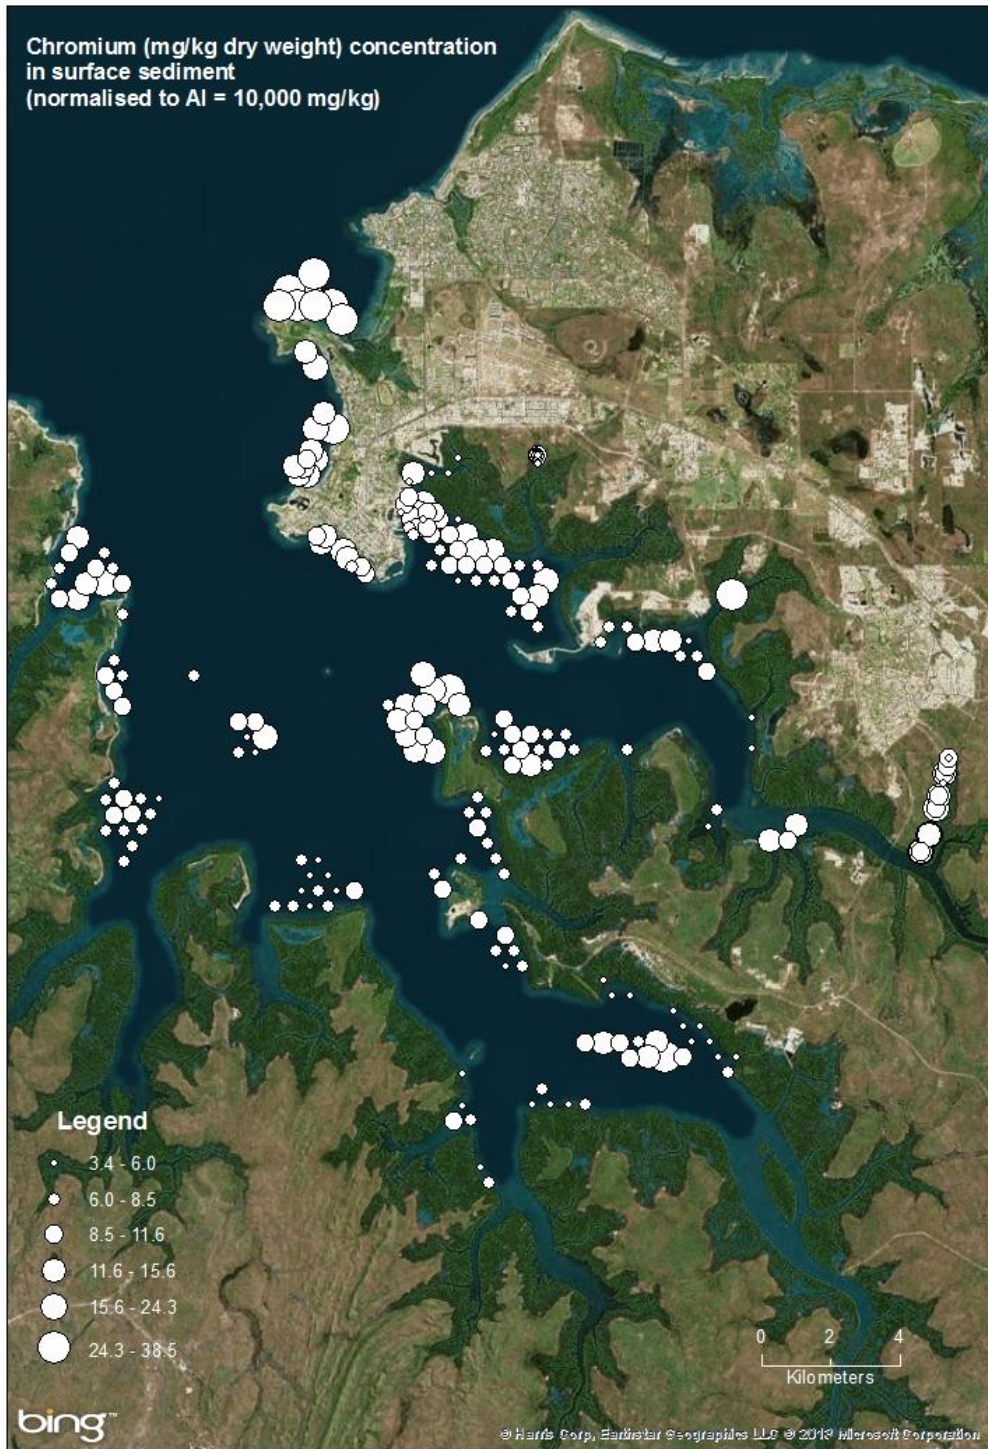 Chromium (mg/kg dry weight) concentration
in surface sediment
(normalised to Al = 10,000 mg/kg)
Legend
3.4 - 6.0
6.0 - 8.5
8.5 - 11.6
11.6 - 15.6
15.6 - 24.3
24.3 - 38.5
0 2 4
Kilometers
bing™
© Harris Corp, Earthstar Geographics LLC © 2013 Microsoft Corporation